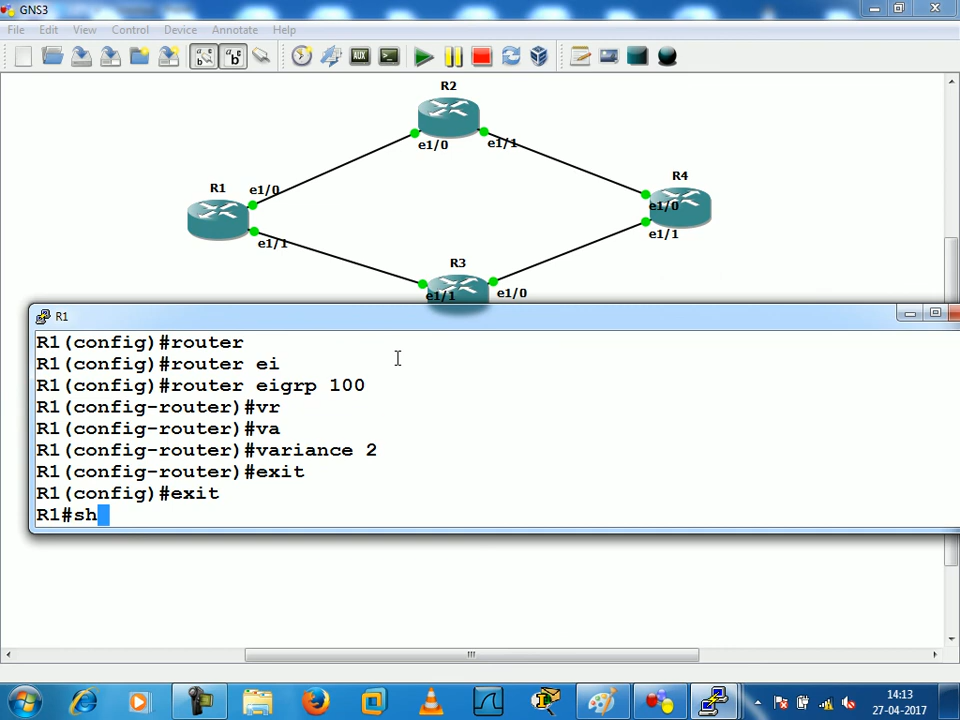 GNS3
File Edit View Control Device Annotate Help
AUX
R2
e1/0
e1/1
R1
e1/0
e1/1
R4
e1/0
e1/1
R3
e1/1
e1/0
R1
R1(config)#router
R1(config)#router ei
R1(config)#router eigrp 100
R1(config-router)#vr
R1(config-router)#va
R1(config-router)#variance 2
R1(config-router)#exit
R1(config)#exit
R1#sh
14:13
27-04-2017